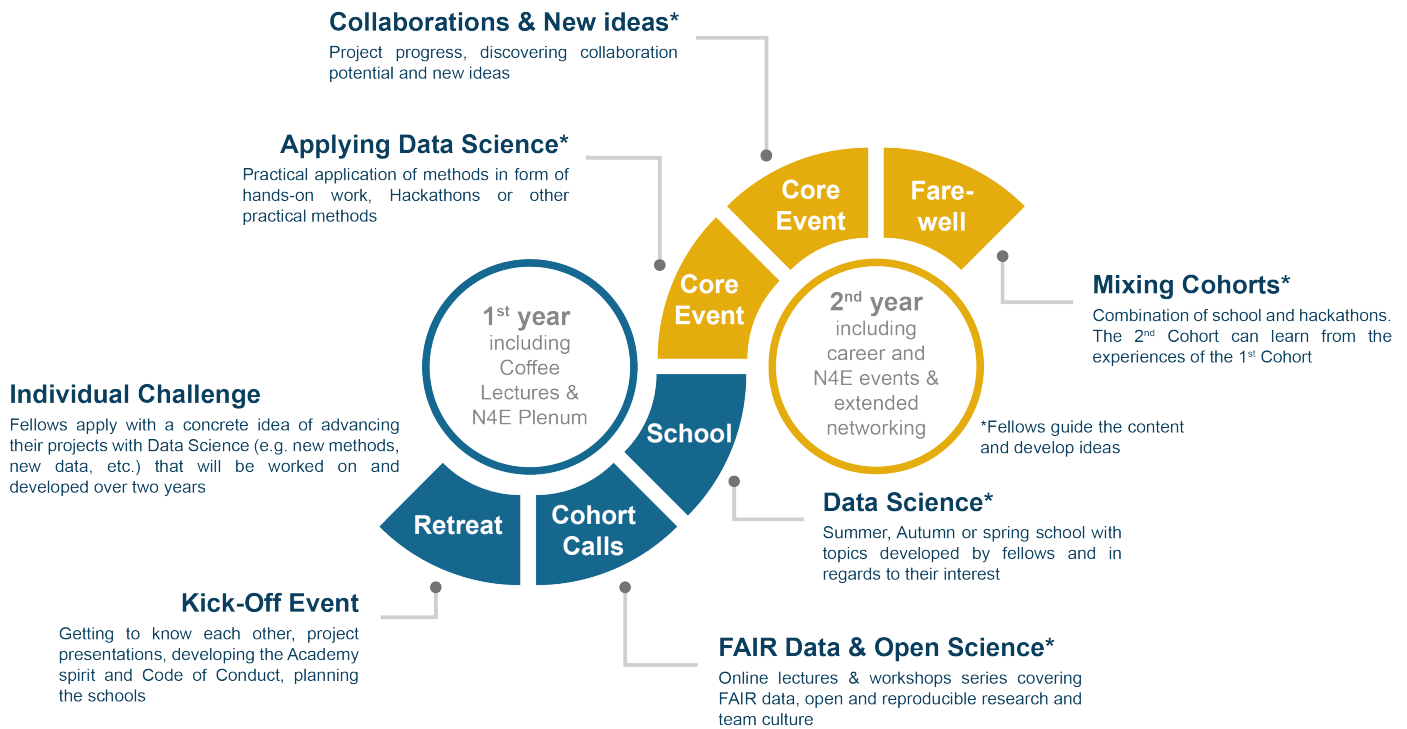 Collaborations & New ideas*
Project progress, discovering collaboration
potential and new ideas
Applying Data Science*
Practical application of methods in form of
hands-on work, Hackathons or other
practical methods
Core
Event
Fare-
well
Core
Event
1st year
including
Coffee
Lectures &
N4E Plenum
2nd year
including
career and
N4E events &
extended
networking
Mixing Cohorts*
Combination of school and hackathons.
The 2nd Cohort can learn from the
experiences of the 1st Cohort
Individual Challenge
Fellows apply with a concrete idea of advancing
their projects with Data Science (e.g. new methods,
new data, etc.) that will be worked on and
developed over two years
*Fellows guide the content
and develop ideas
School
Retreat
Cohort
Calls
Data Science*
Summer, Autumn or spring school with
topics developed by fellows and in
regards to their interest
Kick-Off Event
Getting to know each other, project
presentations, developing the Academy
spirit and Code of Conduct, planning
the schools
FAIR Data & Open Science*
Online lectures & workshops series covering
FAIR data, open and reproducible research and
team culture